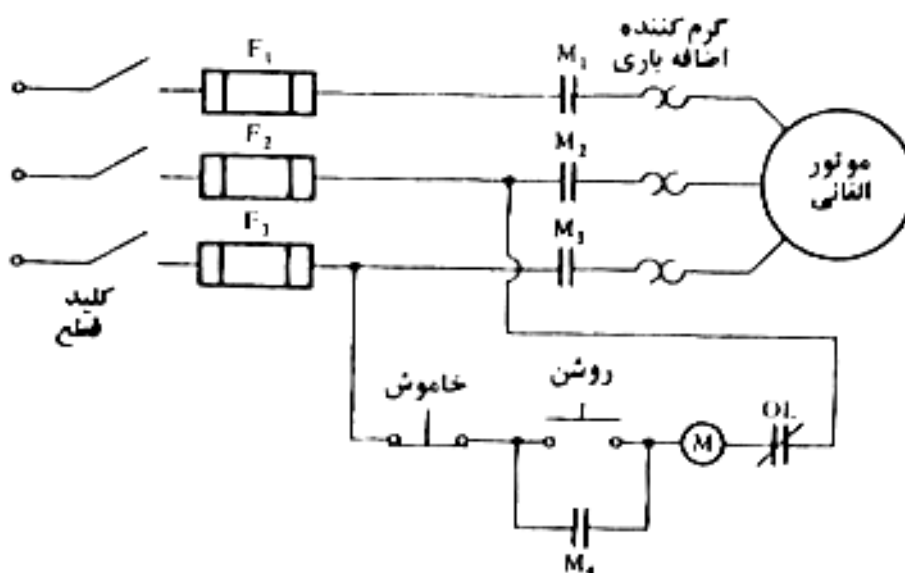 F₁
M₁
گرم کننده
اضافه باری
F₂
M₂
موتور
القائی
F₃
M₃
کلید
قطع
خاموش
روشن
M
OL
M₄